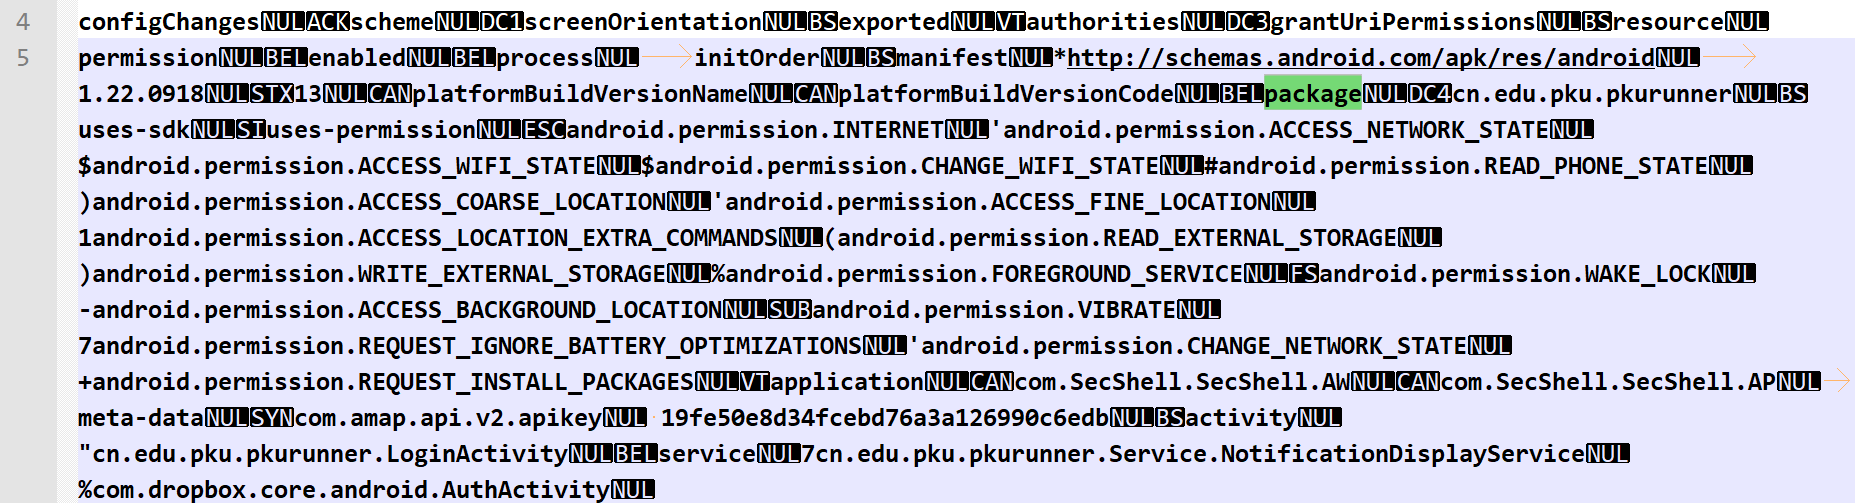 4 configChangesNULACKschemeNULDC1screenOrientationNULBSexportedNULVTauthoritiesNULDC3grantUriPermissionsNULBSresourceNUL
5 permissionNULBELenabledNULBELprocessNUL initOrderNULBSmanifestNUL*http://schemas.android.com/apk/res/androidNUL
1.22.0918NULSTX13NULCANplatformBuildVersionNameNULCANplatformBuildVersionCodeNULBELpackageNULDC4cn.edu.pku.pkurunnerNULBS
uses-sdkNULSIuses-permissionNULESCandroid.permission.INTERNETNUL'android.permission.ACCESS_NETWORK_STATENUL
$android.permission.ACCESS_WIFI_STATENUL$android.permission.CHANGE_WIFI_STATENUL#android.permission.READ_PHONE_STATENUL
)android.permission.ACCESS_COARSE_LOCATIONNUL'android.permission.ACCESS_FINE_LOCATIONNUL
1android.permission.ACCESS_LOCATION_EXTRA_COMMANDSNUL(android.permission.READ_EXTERNAL_STORAGENUL
)android.permission.WRITE_EXTERNAL_STORAGENUL%android.permission.FOREGROUND_SERVICENULFSandroid.permission.WAKE_LOCKNUL
-android.permission.ACCESS_BACKGROUND_LOCATIONNULSUBandroid.permission.VIBRATENUL
7android.permission.REQUEST_IGNORE_BATTERY_OPTIMIZATIONSNUL'android.permission.CHANGE_NETWORK_STATENUL
+android.permission.REQUEST_INSTALL_PACKAGESNULVTapplicationNULCANcom.SecShell.SecShell.AWNULCANcom.SecShell.SecShell.APNUL
meta-dataNULSYNcom.amap.api.v2.apikeyNUL 19fe50e8d34fcebd76a3a126990c6edbNULBSactivityNUL
"cn.edu.pku.pkurunner.LoginActivityNULBELserviceNUL7cn.edu.pku.pkurunner.Service.NotificationDisplayServiceNUL
%com.dropbox.core.android.AuthActivityNUL